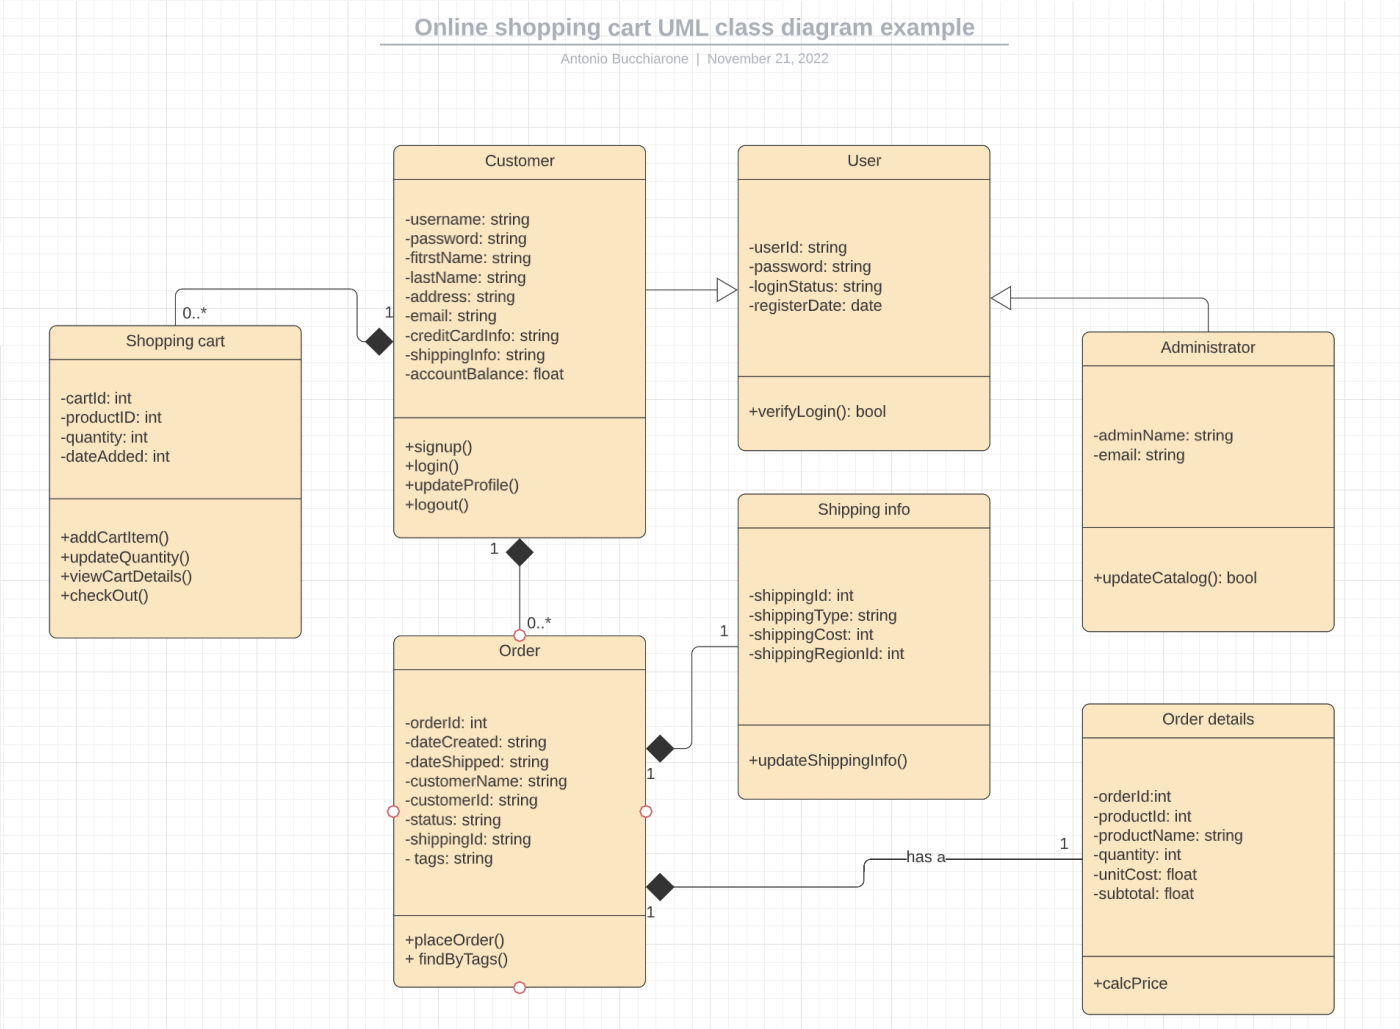 Online shopping cart UML class diagram example
Antonio Bucchiarone | November 21, 2022
Customer
-username: string
-password: string
-fitrstName: string
-lastName: string
-address: string
-email: string
-creditCardInfo: string
-shippingInfo: string
-accountBalance: float
+signup()
+login()
+updateProfile()
+logout()
User
-userId: string
-password: string
-loginStatus: string
-registerDate: date
+verifyLogin(): bool
0..*
1
Shopping cart
-cartId: int
-productID: int
-quantity: int
-dateAdded: int
+addCartItem()
+updateQuantity()
+viewCartDetails()
+checkOut()
Administrator
-adminName: string
-email: string
+updateCatalog(): bool
Shipping info
-shippingId: int
-shippingType: string
-shippingCost: int
-shippingRegionId: int
+updateShippingInfo()
1
0..*
1
1
Order
-orderId: int
-dateCreated: string
-dateShipped: string
-customerName: string
-customerId: string
-status: string
-shippingId: string
- tags: string
+placeOrder()
+ findByTags()
has a
1
1
Order details
-orderId:int
-productId: int
-productName: string
-quantity: int
-unitCost: float
-subtotal: float
+calcPrice